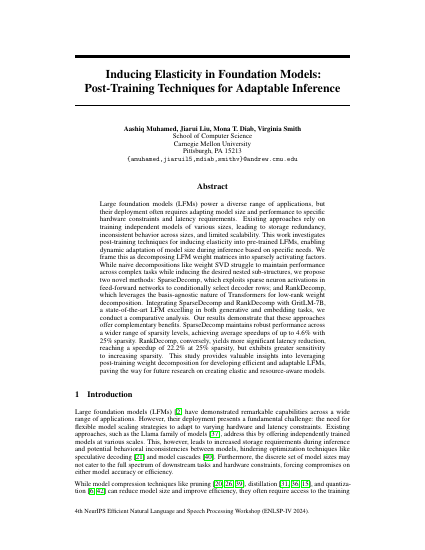 Inducing Elasticity in Foundation Models:
Post-Training Techniques for Adaptable Inference
Aashiq Muhamed, Jiarui Liu, Mona T. Diab, Virginia Smith
School of Computer Science
Carnegie Mellon University
Pittsburgh, PA 15213
{amuhamed,jiarui15,mdiab,smithv}@andrew.cmu.edu
Abstract
Large foundation models (LFMs) power a diverse range of applications, but
their deployment often requires adapting model size and performance to specific
hardware and latency requirements. Existing approaches rely on
training independent models of various sizes, leading to storage redundancy,
inconsistent behavior across sizes, and limited scalability. This work investigates
post-training techniques for inducing elasticity into pre-trained LFMs, enabling
dynamic adaptation of model size during inference based on specific needs. We
frame this as decomposing LFM weight matrices into sparsely activating factors.
While naive decompositions like weight SVD struggle to maintain performance
across complex tasks while inducing the desired nested sub-structures, we propose
two novel methods: SparseDecomp, which exploits sparse neuron activations in
feed-forward networks to conditionally select decoder rows; and RankDecomp,
which leverages the basis-agnostic nature of Transformers for low-rank weight
decomposition. Integrating SparseDecomp and RankDecomp with GritLM-7B,
a state-of-the-art LFM excelling in both generative and embedding tasks, we
conduct a comparative analysis. Our results demonstrate that these approaches
offer complementary benefits. SparseDecomp maintains robust performance across
a wider range of sparsity levels, achieving average speedups of up to 4.6% with
25% sparsity. RankDecomp, conversely, yields more significant latency reduction,
reaching a speedup of 22.2% at 25% sparsity, but exhibits greater sensitivity
to increasing sparsity. This study provides valuable insights into leveraging
post-training weight decomposition for developing efficient and adaptable LFMs,
paving the way for future research on creating elastic and resource-aware models.
1 Introduction
Large foundation models (LFMs) [2] have demonstrated remarkable capabilities across a wide
range of applications. However, their deployment presents a fundamental challenge: the need for
flexible model scaling strategies to adapt to varying hardware and latency constraints. Existing
approaches, such as the Llama family of models [37], address this by offering independently trained
models at various scales. This, however, leads to increased storage requirements during inference
and potential behavioral inconsistencies between models, hindering optimization techniques like
speculative decoding [21] and model cascades [40]. Furthermore, the discrete set of model sizes may
not cater to the full spectrum of downstream tasks and hardware constraints, forcing compromises on
either model accuracy or efficiency.
While model compression techniques like pruning [20, 26, 39], distillation [31, 36, 15], and quantiza-
tion [6, 42] can reduce model size and improve efficiency, they often require access to the training
4th NeurIPS Efficient Natural Language and Speech Processing Workshop (ENLSP-IV 2024).